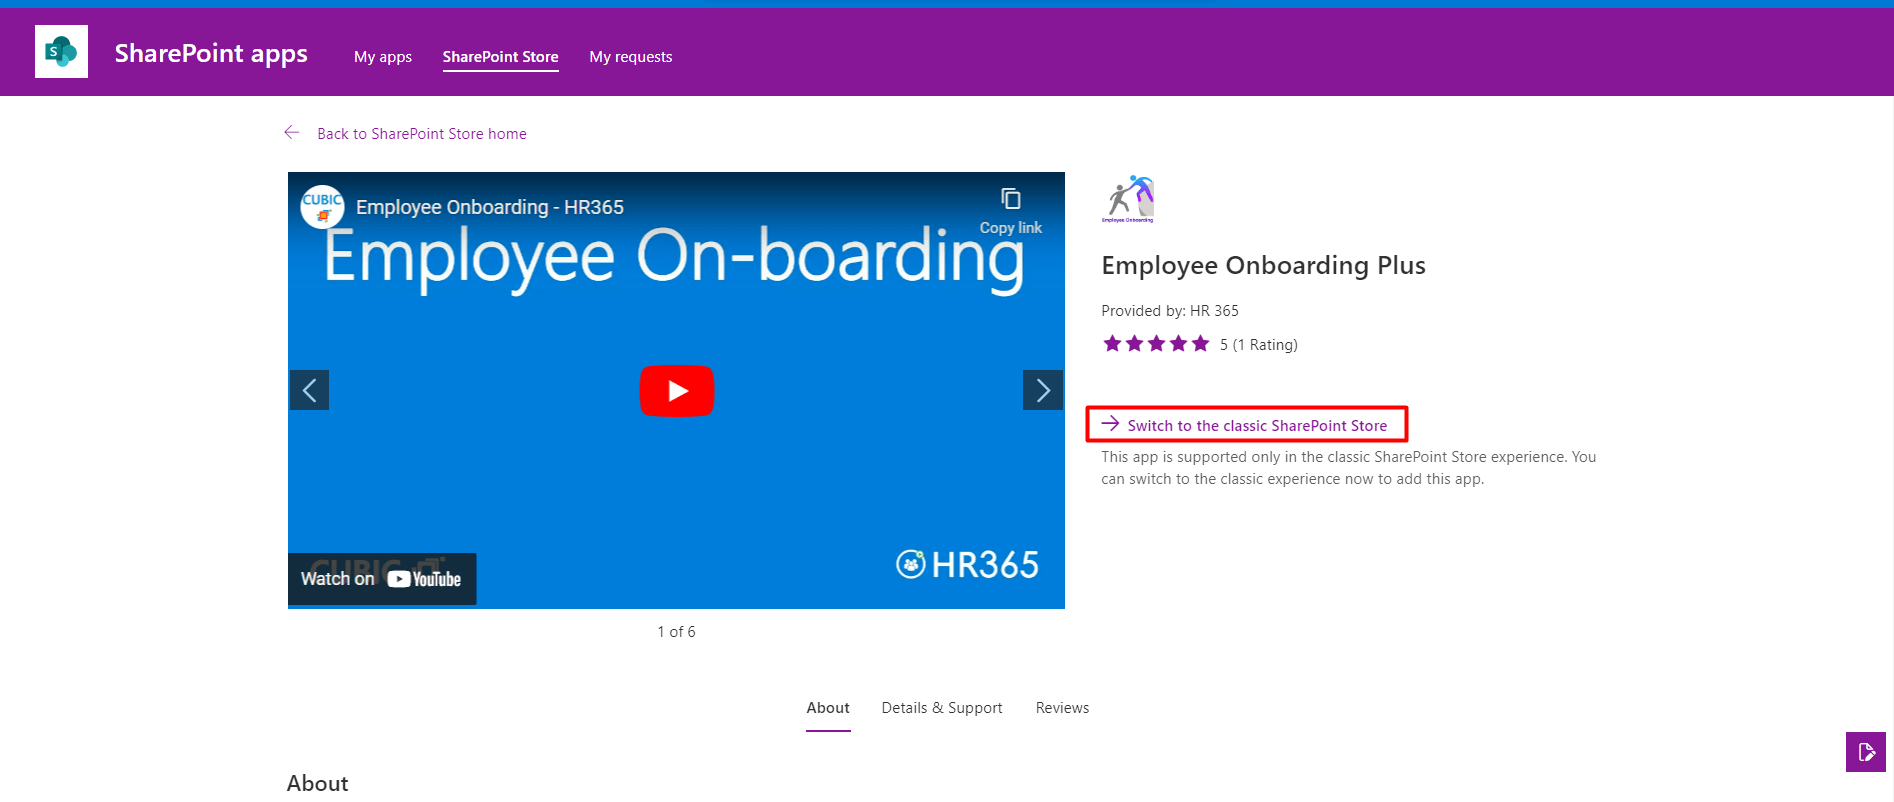 SharePoint apps
My apps
SharePoint Store
My requests
Back to SharePoint Store home
CUBIC
Employee Onboarding - HR365
Copy link
Employee On-boarding
CUBIC
Watch on YouTube
HR365
1 of 6
Employee Onboarding
Employee Onboarding Plus
Provided by: HR 365
5 (1 Rating)
Switch to the classic SharePoint Store
This app is supported only in the classic SharePoint Store experience. You
can switch to the classic experience now to add this app.
About
Details & Support
Reviews
About